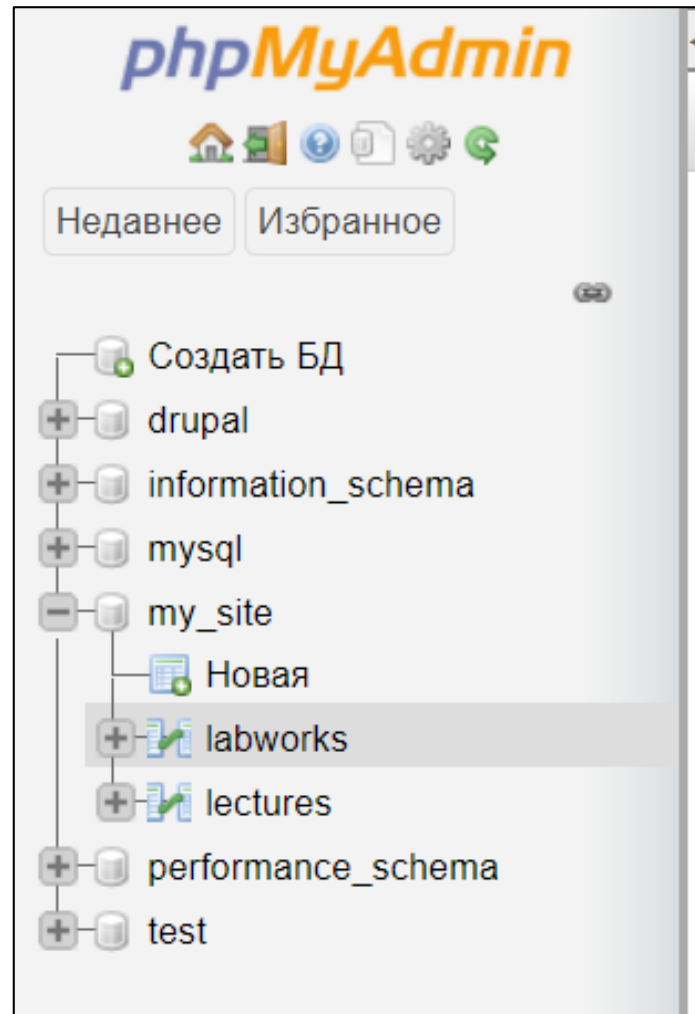 phpMyAdmin
Недавнее Избранное
Создать БД
drupal
information_schema
mysql
my_site
Новая
labworks
lectures
performance_schema
test